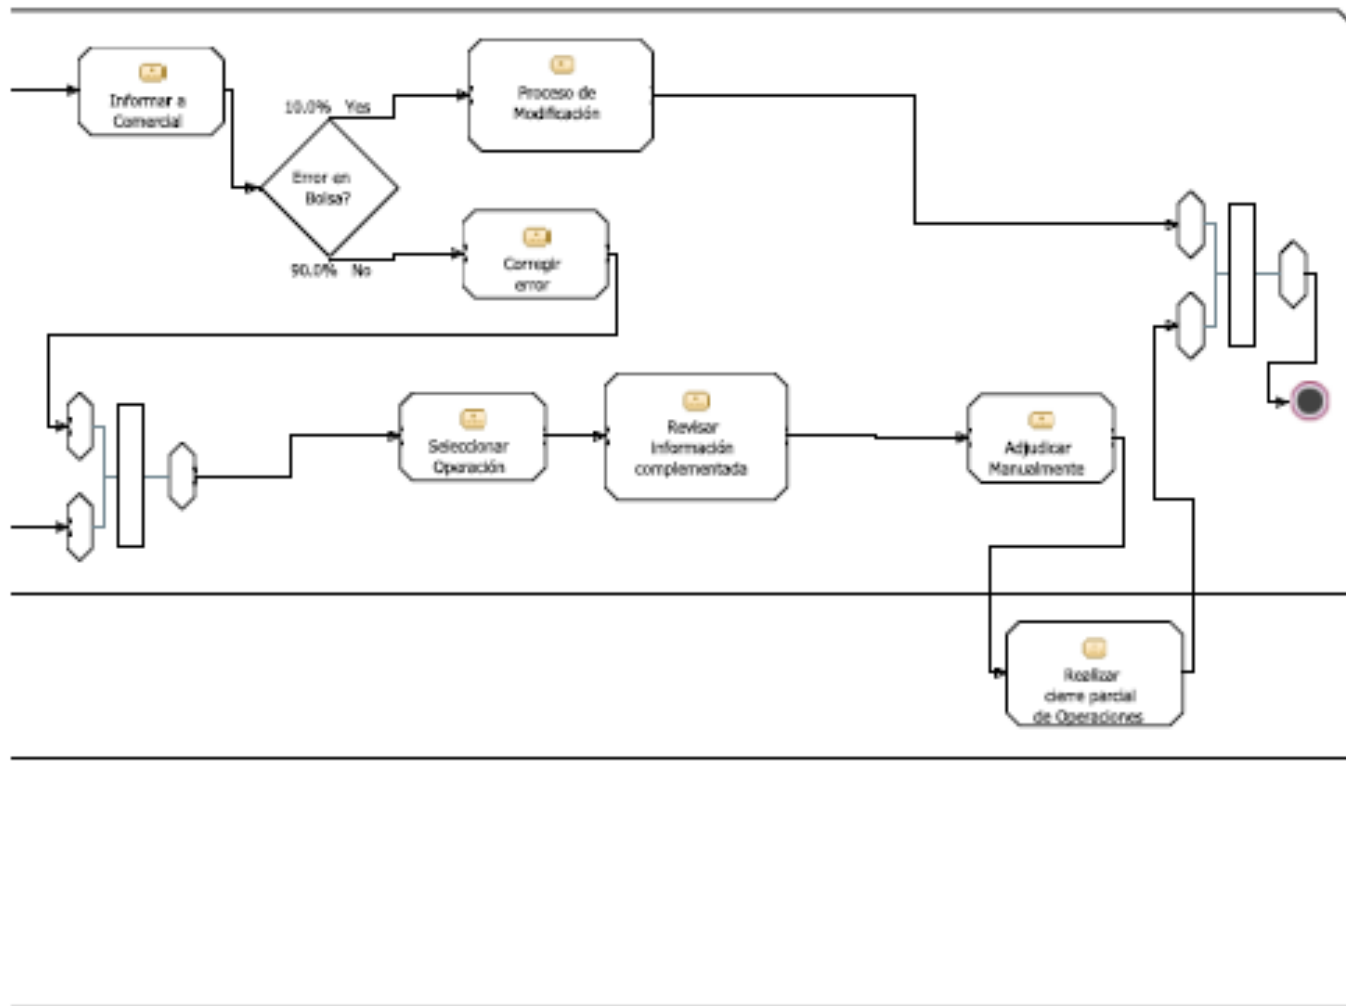 Informar a
Comercial
10.0% Yes
Error en
Bolsa?
90.0% No
Proceso de
Modificación
Corregir
error
Seleccionar
Operación
Revisar
Información
complementada
Adjudicar
Manualmente
Realizar
cierre parcial
de Operaciones